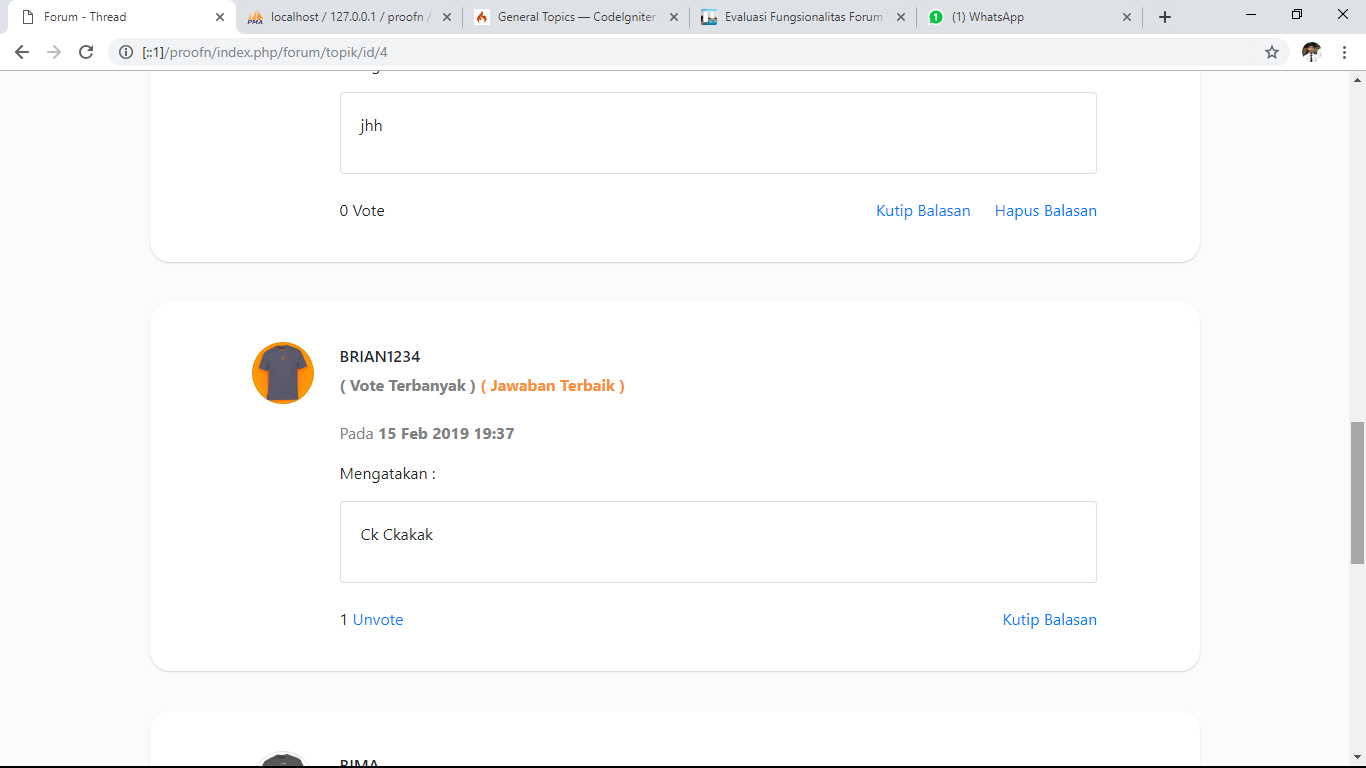 Forum - Thread
localhost / 127.0.0.1 / proofn /
General Topics — CodeIgniter
Evaluasi Fungsionalitas Forum
(1) WhatsApp
[::1]/proofn/index.php/forum/topik/id/4
jhh
0 Vote
Kutip Balasan
Hapus Balasan
BRIAN1234
( Vote Terbanyak ) ( Jawaban Terbaik )
Pada 15 Feb 2019 19:37
Mengatakan :
Ck Ckakak
1 Unvote
Kutip Balasan
BIMA